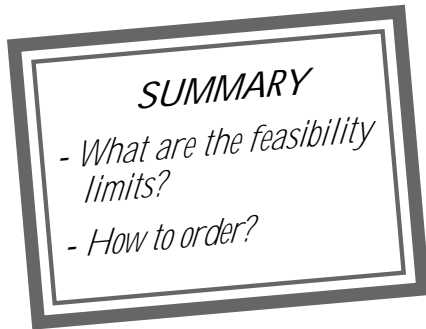 SUMMARY
- What are the feasibility
limits?
- How to order?